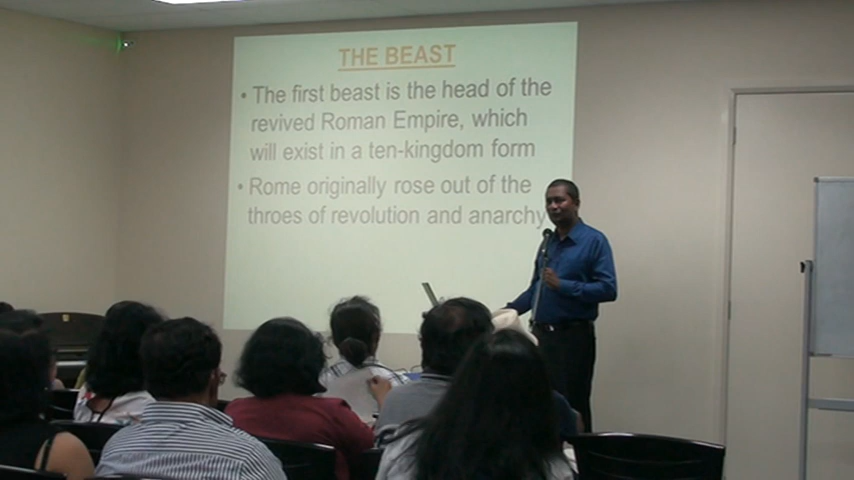 THE BEAST
• The first beast is the head of the
revived Roman Empire, which
will exist in a ten-kingdom form
• Rome originally rose out of the
throes of revolution and anarchy